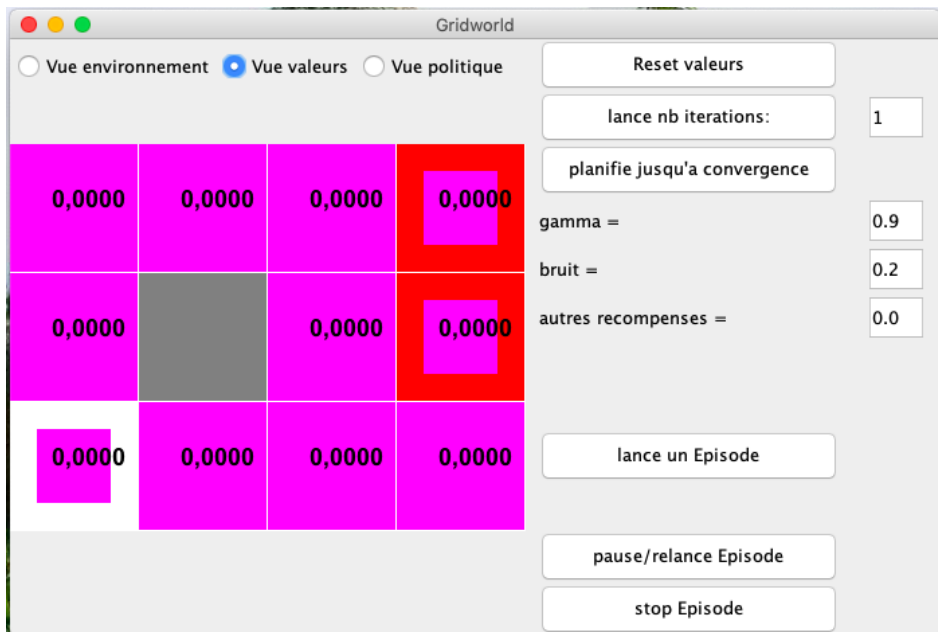 Gridworld
Vue environnement Vue valeurs Vue politique
Reset valeurs
lance nb iterations: 1
planifie jusqu'a convergence
gamma = 0.9
bruit = 0.2
autres recompenses = 0.0
0,0000 0,0000 0,0000 0,0000
0,0000 0,0000 0,0000
0,0000 0,0000 0,0000 0,0000
lance un Episode
pause/relance Episode
stop Episode